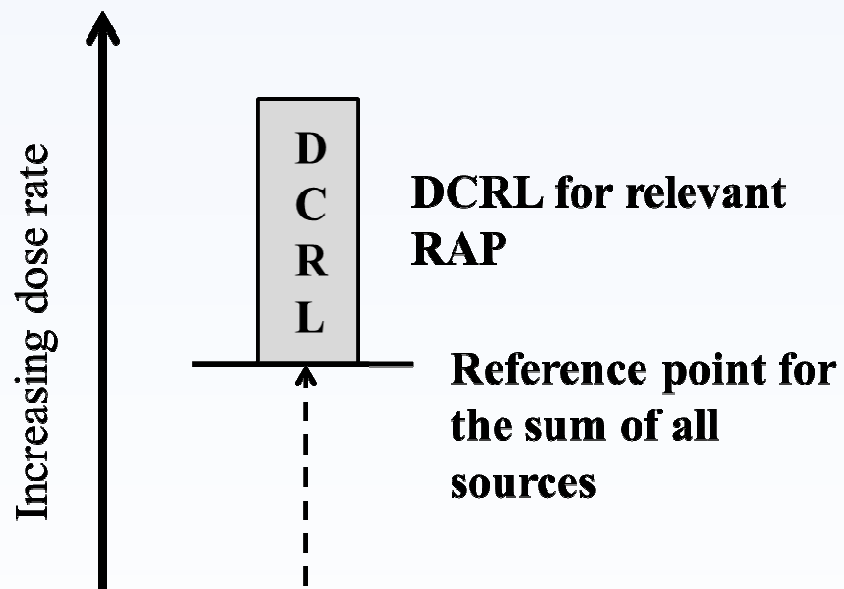 Increasing dose rate
D
C
R
L
DCRL for relevant
RAP
Reference point for
the sum of all
sources